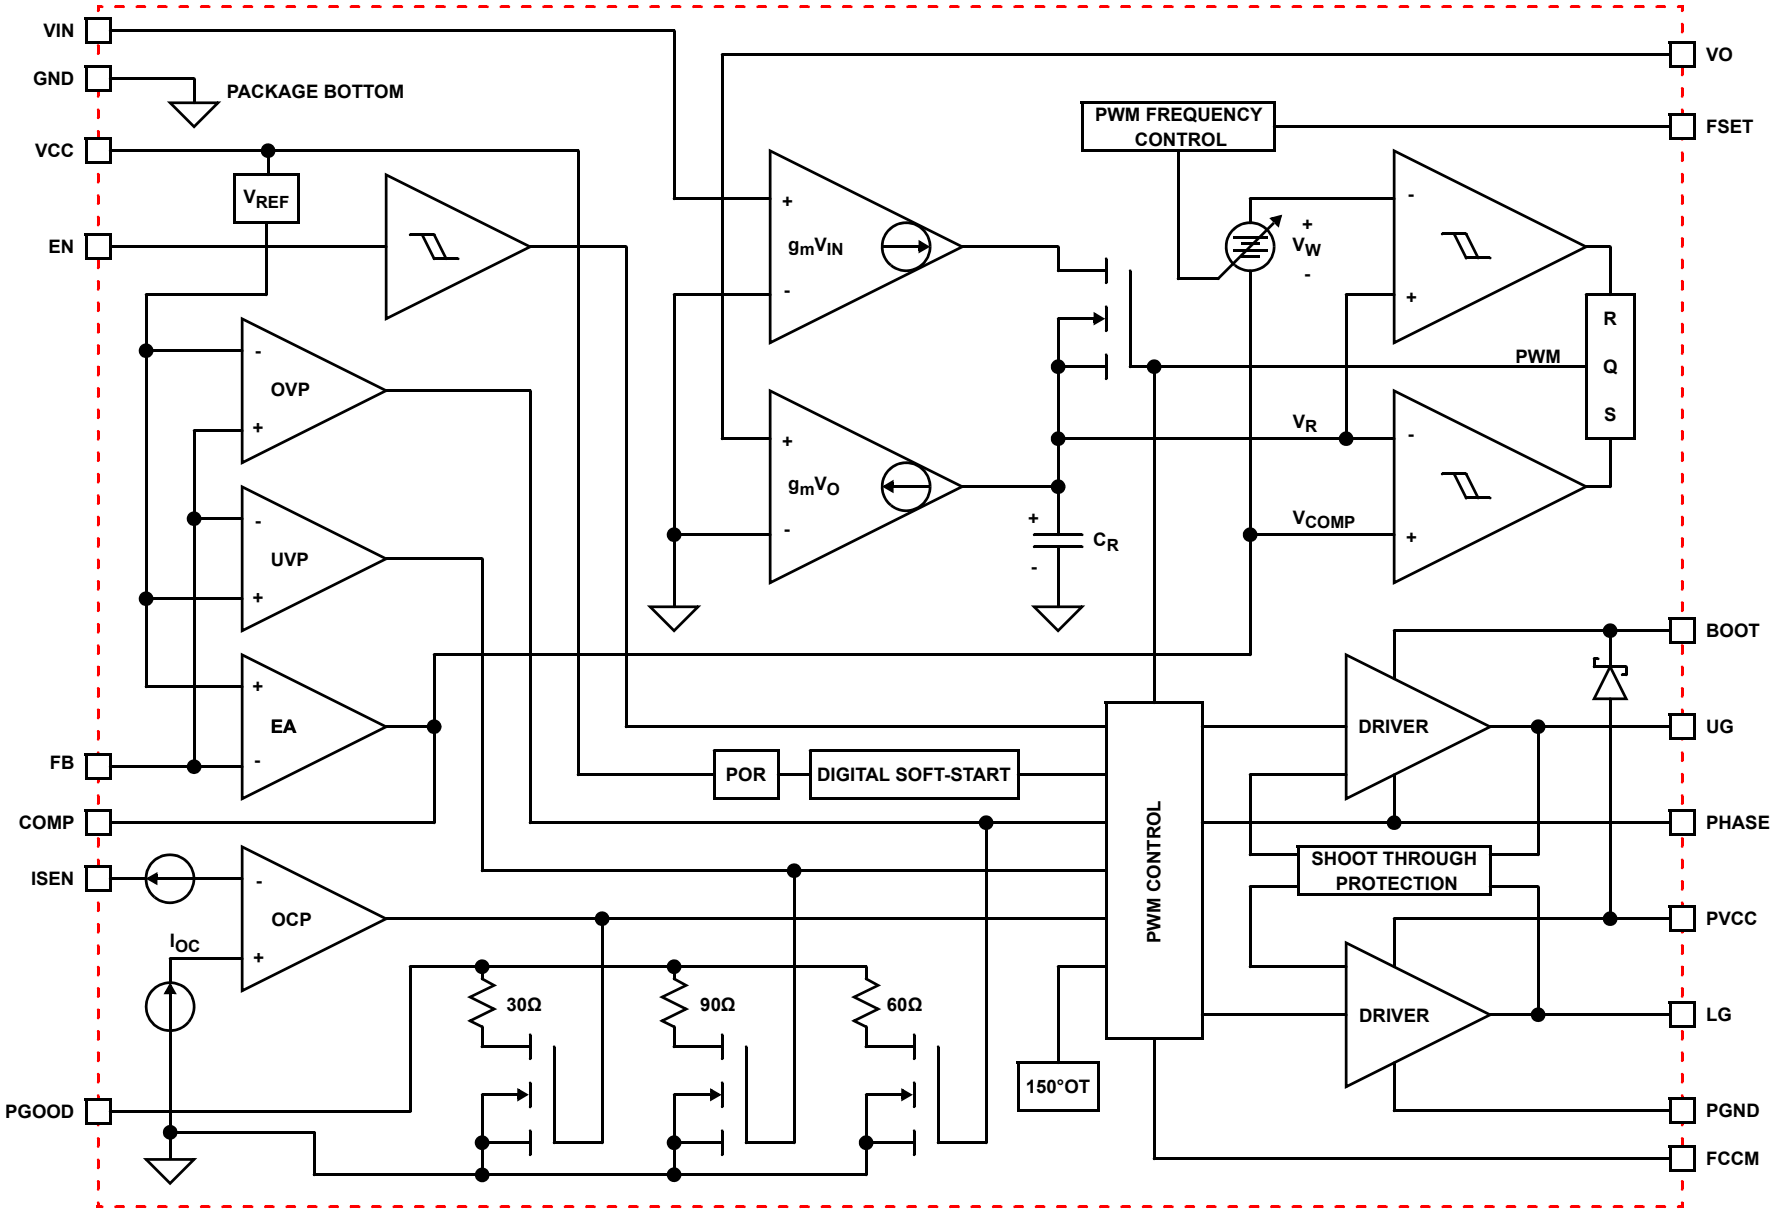 VIN
GND
PACKAGE BOTTOM
VCC
VREF
EN
OVP
-
+
UVP
-
+
EA
+
-
FB
COMP
ISEN
OCP
-
+
IOC
PGOOD
30Ω
90Ω
60Ω
150°OT
POR
DIGITAL SOFT-START
PWM CONTROL
gmVIN
+
-
gmVO
+
-
+
CR
-
PWM FREQUENCY
CONTROL
+
VW
-
-
+
VR
VCOMP
-
+
PWM
R
Q
S
DRIVER
SHOOT THROUGH
PROTECTION
DRIVER
VO
FSET
BOOT
UG
PHASE
PVCC
LG
PGND
FCCM